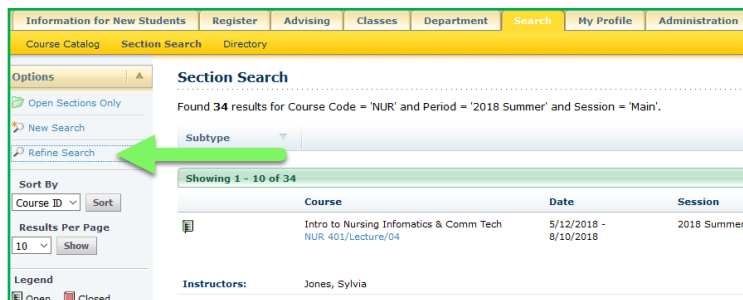 Information for New Students Register Advising Classes Department Search My Profile Administration
Course Catalog Section Search Directory
Options
Open Sections Only
New Search
Refine Search
Sort By
Course ID Sort
Results Per Page
10 Show
Legend
Open Closed
Section Search
Found 34 results for Course Code = 'NUR' and Period = '2018 Summer' and Session = 'Main'.
Subtype
Showing 1 - 10 of 34
Course Date Session
Intro to Nursing Infomatics & Comm Tech 5/12/2018 - 2018 Summer
NUR 401/Lecture/04 8/10/2018
Instructors: Jones, Sylvia